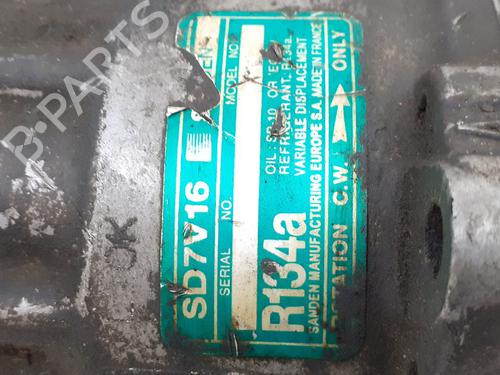 SD7V16
SERIAL NO.
MODEL NO.
R134a
REFRIGERANT. R134a
VARIABLE DISPLACEMENT
SANDEN MANUFACTURING EUROPE S.A. MADE IN FRANCE
ROTATION C.W. ONLY
OK
B-PARTS